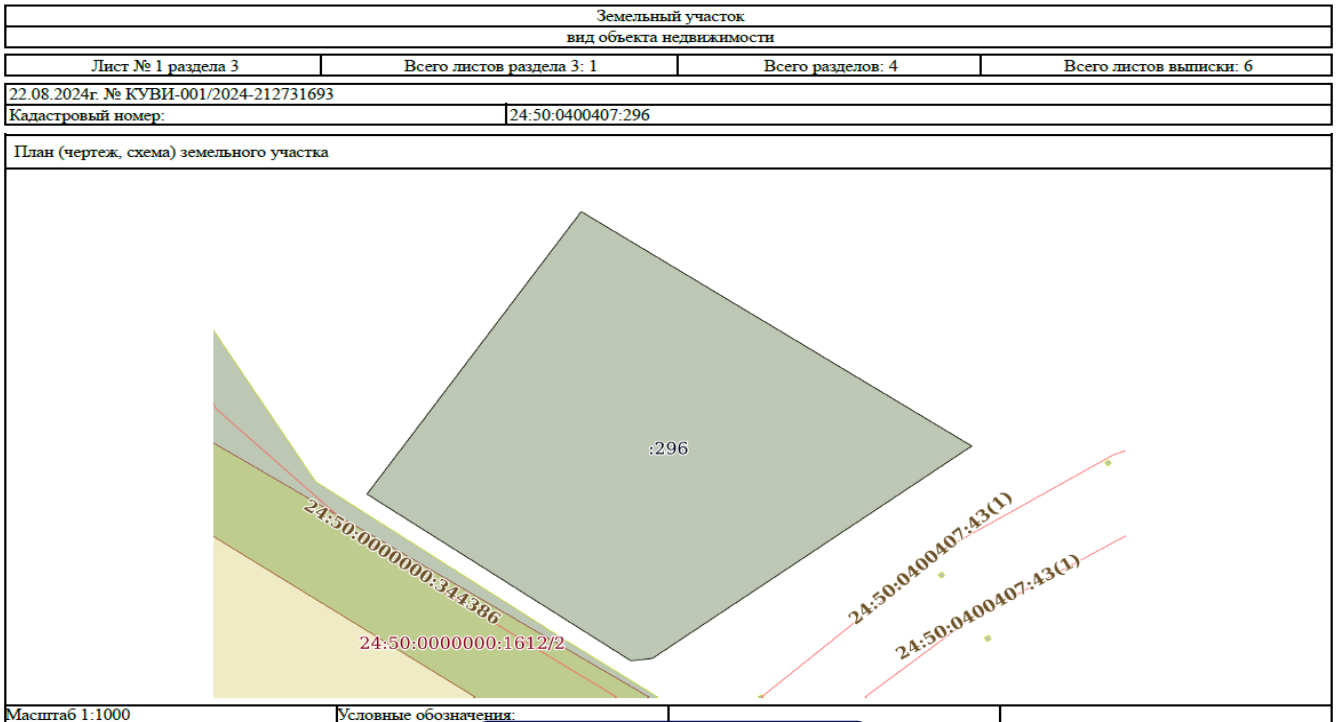 Земельный участок
вид объекта недвижимости
Лист № 1 раздела 3 Всего листов раздела 3: 1 Всего разделов: 4 Всего листов выписки: 6
22.08.2024г. № КУВИ-001/2024-212731693
Кадастровый номер: 24:50:0400407:296
План (чертеж, схема) земельного участка
:296
24:50:0000000:344386
24:50:0400407:43(1)
24:50:0400407:43(1)
24:50:0000000:1612/2
Масштаб 1:1000 Условные обозначения: